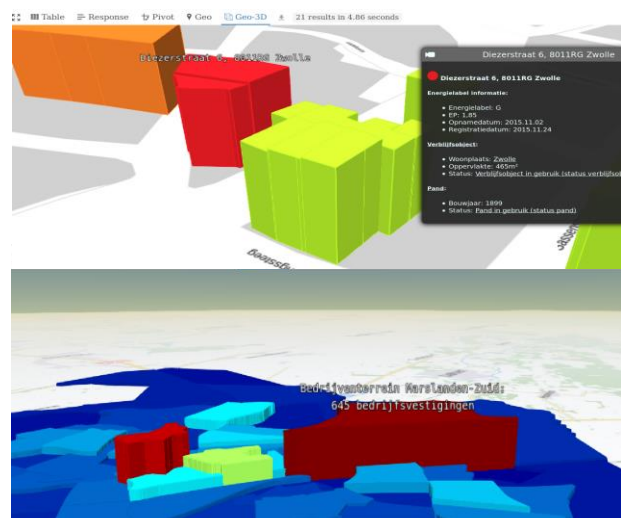 Table Response Pivot Geo Geo-3D 21 results in 4.86 seconds
Diezerstraat 6, 8011RG Zwolle
Diezerstraat 6, 8011RG Zwolle
Diezerstraat 6, 8011RG Zwolle
Energielabel informatie:
Energielabel: G
EP: 1,85
Opnamedatum: 2015.11.02
Registratiedatum: 2015.11.24
Verblijfsobject:
Woonplaats: Zwolle
Oppervlakte: 465m²
Status: Verblijfsobject in gebruik (status verblijfsob
Pand:
Bouwjaar: 1899
Status: Pand in gebruik (status pand)
Bedrijventerrein Marslanden-Zuid:
645 bedrijfsvestigingen